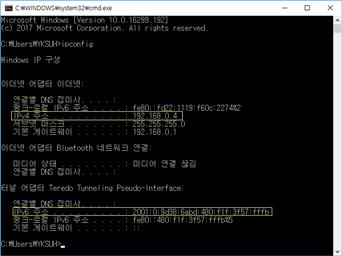 C:\WINDOWS\system32\cmd.exe
Microsoft Windows [Version 10.0.16299.192]
(c) 2017 Microsoft Corporation. All rights reserved.
C:₩Users₩YKSUH>ipconfig
Windows IP 구성
이더넷 어댑터 이더넷:
연결별 DNS 접미사. . . . :
링크-로컬 IPv6 주소 . . . . : fe80::fd22:1119:f60c:2274%2
IPv4 주소 . . . . . . . . . : 192.168.0.4
서브넷 마스크 . . . . . . . : 255.255.255.0
기본 게이트웨이 . . . . . . : 192.168.0.1
이더넷 어댑터 Bluetooth 네트워크 연결:
미디어 상태 . . . . . . . . : 미디어 연결 끊김
연결별 DNS 접미사. . . . :
터널 어댑터 Teredo Tunneling Pseudo-Interface:
연결별 DNS 접미사. . . . :
IPv6 주소 . . . . . . . . . : 2001:0:9d38:6abd:480:f1f:3f57:fffb
링크-로컬 IPv6 주소 . . . . : fe80::480:f1f:3f57:fffb%5
기본 게이트웨이 . . . . . . : ::
C:₩Users₩YKSUH>